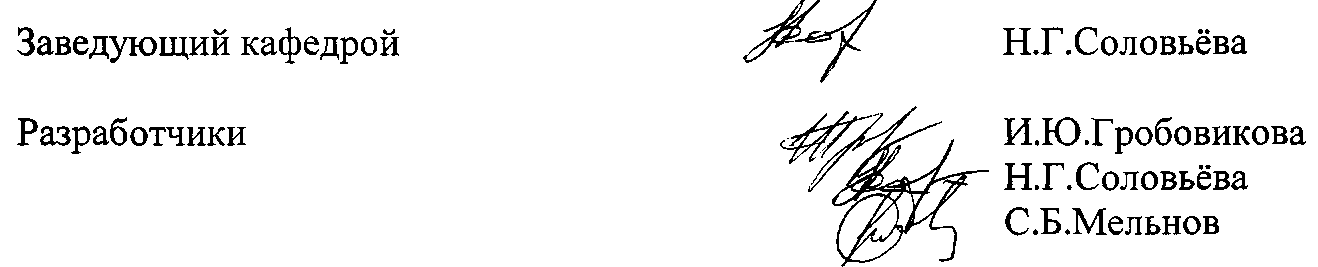 Заведующий кафедрой Н.Г.Соловьёва
Разработчики И.Ю.Гробовикова
Н.Г.Соловьёва
С.Б.Мельнов